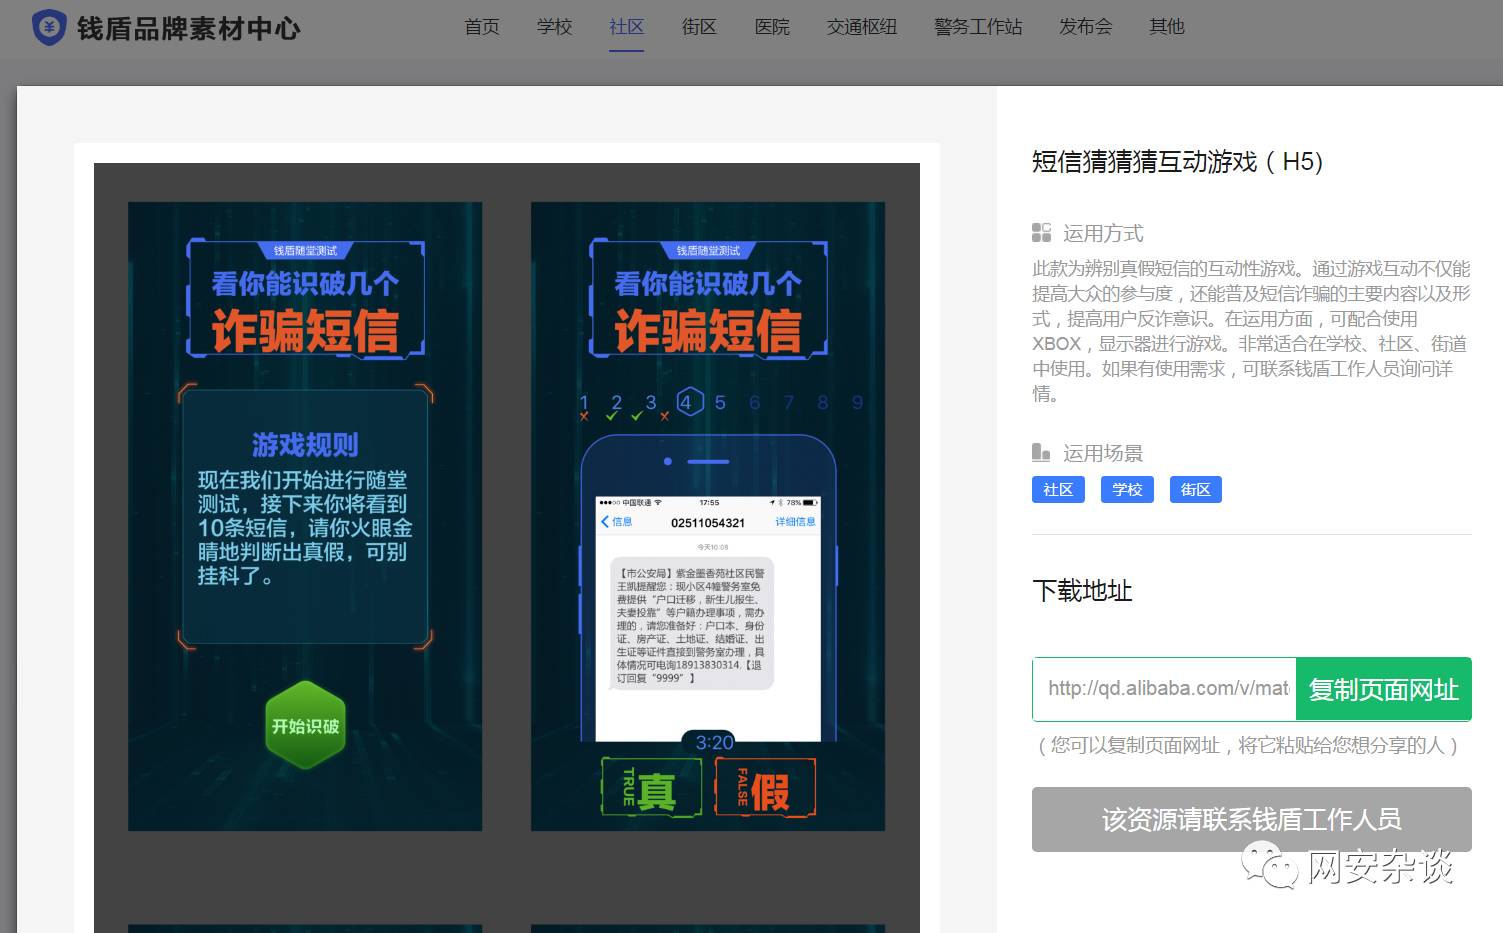 钱盾品牌素材中心
首页 学校 社区 街区 医院 交通枢纽 警务工作站 发布会 其他
钱盾随堂测试
看你能识破几个
诈骗短信
游戏规则
现在我们开始进行随堂
测试，接下来你将看到
10条短信，请你火眼金
睛地判断出真假，可别
挂科了。
开始识破
钱盾随堂测试
看你能识破几个
诈骗短信
1 2 3 4 5 6 7 8 9
中国联通 17:55 78%
信息 02511054321 详细信息
今天10:08
【市公安局】紫金墨香苑社区民警
王凯提醒您：现小区4幢警务室免
费提供“户口迁移，新生儿报生、
夫妻投靠”等户籍办理事项，需办
理的，请您准备好：户口本、身份
证、房产证、土地证、结婚证、出
生证等证件直接到警务室办理，具
体情况可电询18913830314.【退
订回复“9999”】
3:20
TRUE 真
FALSE 假
短信猜猜猜互动游戏（H5）
运用方式
此款为辨别真假短信的互动性游戏。通过游戏互动不仅能
提高大众的参与度，还能普及短信诈骗的主要内容以及形
式，提高用户反诈意识。在运用方面，可配合使用
XBOX，显示器进行游戏。非常适合在学校、社区、街道
中使用。如果有使用需求，可联系钱盾工作人员询问详
情。
运用场景
社区 学校 街区
下载地址
http://qd.alibaba.com/v/mat 复制页面网址
（您可以复制页面网址，将它粘贴给您想分享的人）
该资源请联系钱盾工作人员
网安杂谈